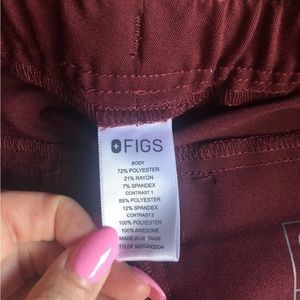 FIGS
BODY
72% POLYESTER
21% RAYON
7% SPANDEX
CONTRAST 1
88% POLYESTER
12% SPANDEX
CONTRAST 2
100% POLYESTER
100% AWESOME
MADE IN VIETNAM
STYLE#